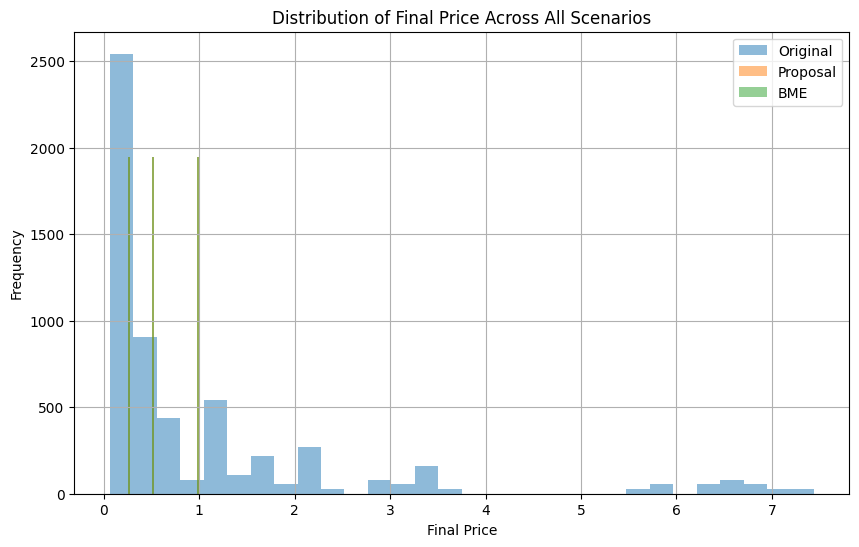 Distribution of Final Price Across All Scenarios
Original
Proposal
BME
2500
2000
1500
1000
500
0
Frequency
0 1 2 3 4 5 6 7
Final Price